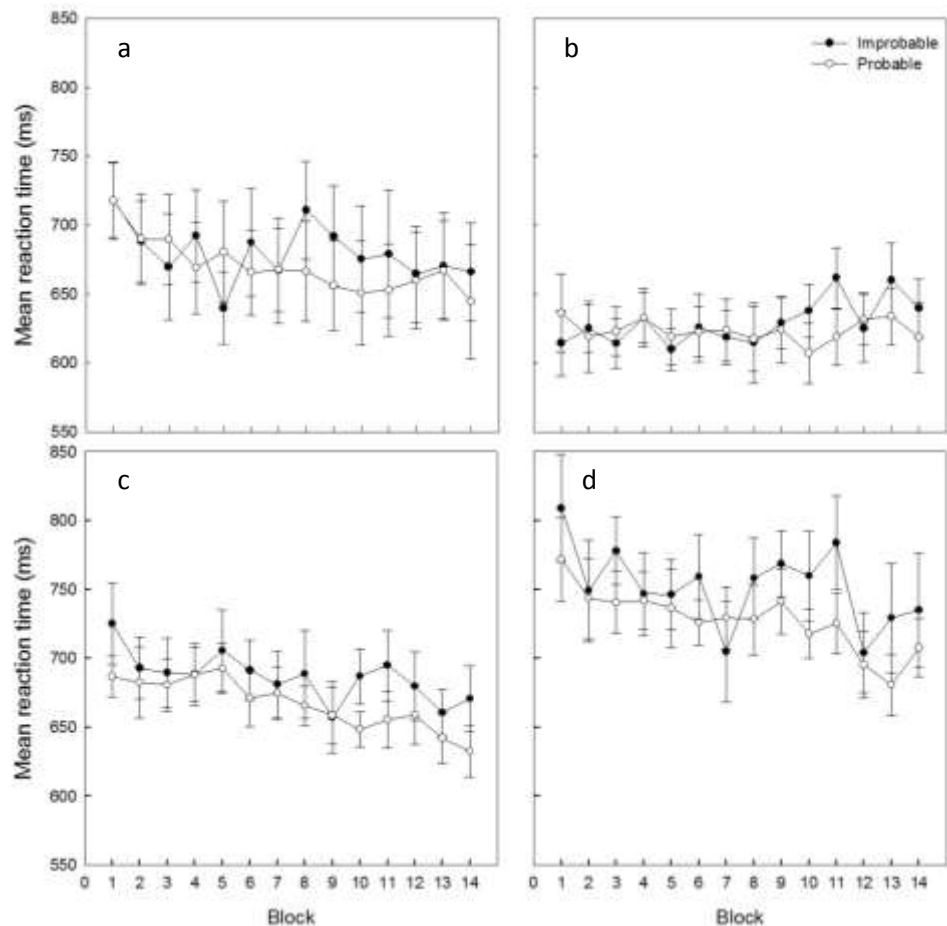 a
b
Improbable
Probable
Mean reaction time (ms)
850
800
750
700
650
600
550
c
d
Mean reaction time (ms)
850
800
750
700
650
600
550
0 1 2 3 4 5 6 7 8 9 10 11 12 13 14
0 1 2 3 4 5 6 7 8 9 10 11 12 13 14
Block
Block